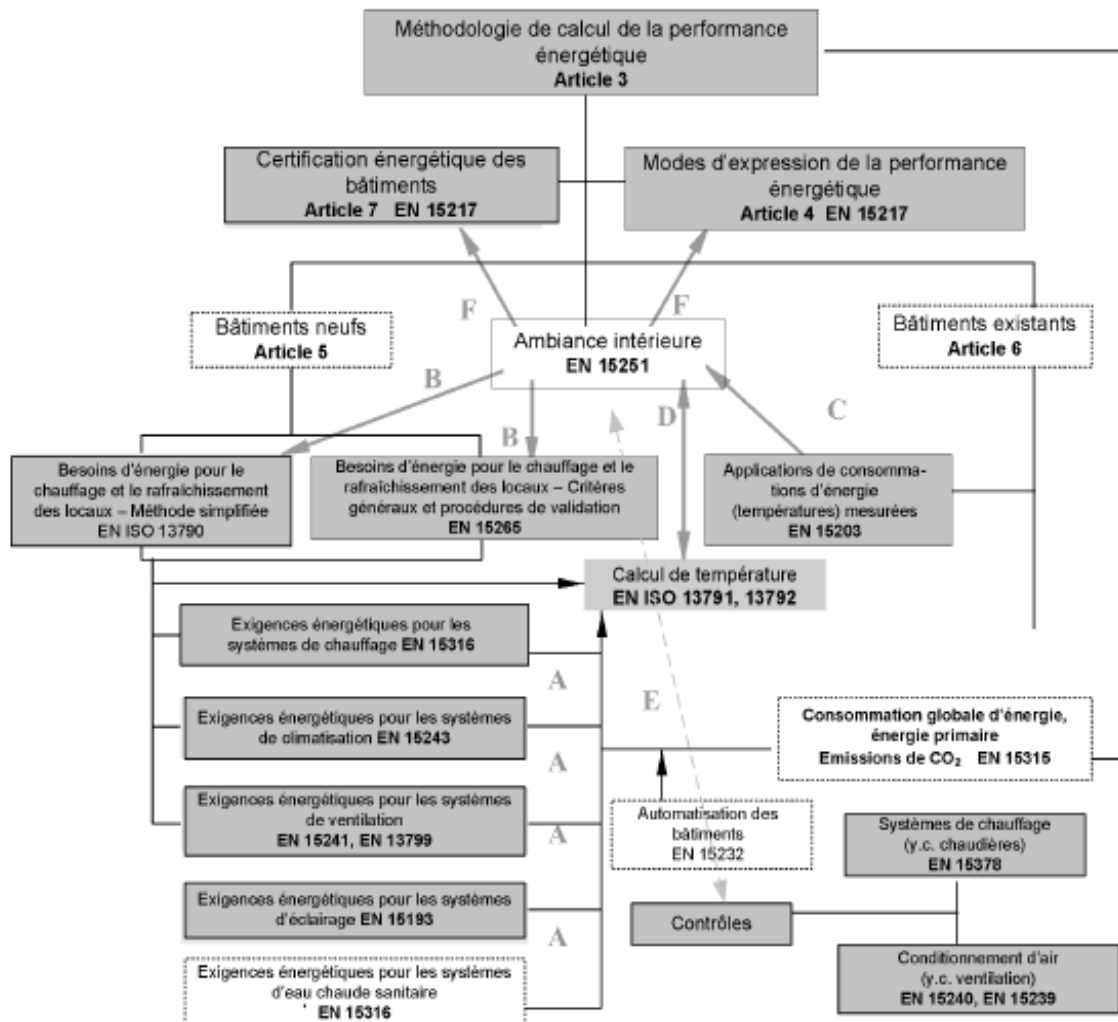 Méthodologie de calcul de la performance
énergétique
Article 3
Certification énergétique des
bâtiments
Article 7 EN 15217
Modes d'expression de la performance
énergétique
Article 4 EN 15217
F
F
Bâtiments neufs
Article 5
Ambiance intérieure
EN 15251
Bâtiments existants
Article 6
B
B
D
C
Besoins d'énergie pour le
chauffage et le rafraîchissement
des locaux – Méthode simplifiée
EN ISO 13790
Besoins d'énergie pour le chauffage et le
rafraîchissement des locaux – Critères
généraux et procédures de validation
EN 15265
Applications de consomma-
tions d'énergie
(températures) mesurées
EN 15203
Calcul de température
EN ISO 13791, 13792
Exigences énergétiques pour les
systèmes de chauffage EN 15316
A
E
Exigences énergétiques pour les systèmes
de climatisation EN 15243
A
Consommation globale d'énergie,
énergie primaire
Emissions de CO₂ EN 15315
Exigences énergétiques pour les systèmes
de ventilation
EN 15241, EN 13799
A
Automatisation des
bâtiments
EN 15232
Systèmes de chauffage
(y.c. chaudières)
EN 15378
Exigences énergétiques pour les systèmes
d'éclairage EN 15193
A
Contrôles
Exigences énergétiques pour les systèmes
d'eau chaude sanitaire
EN 15316
Conditionnement d'air
(y.c. ventilation)
EN 15240, EN 15239